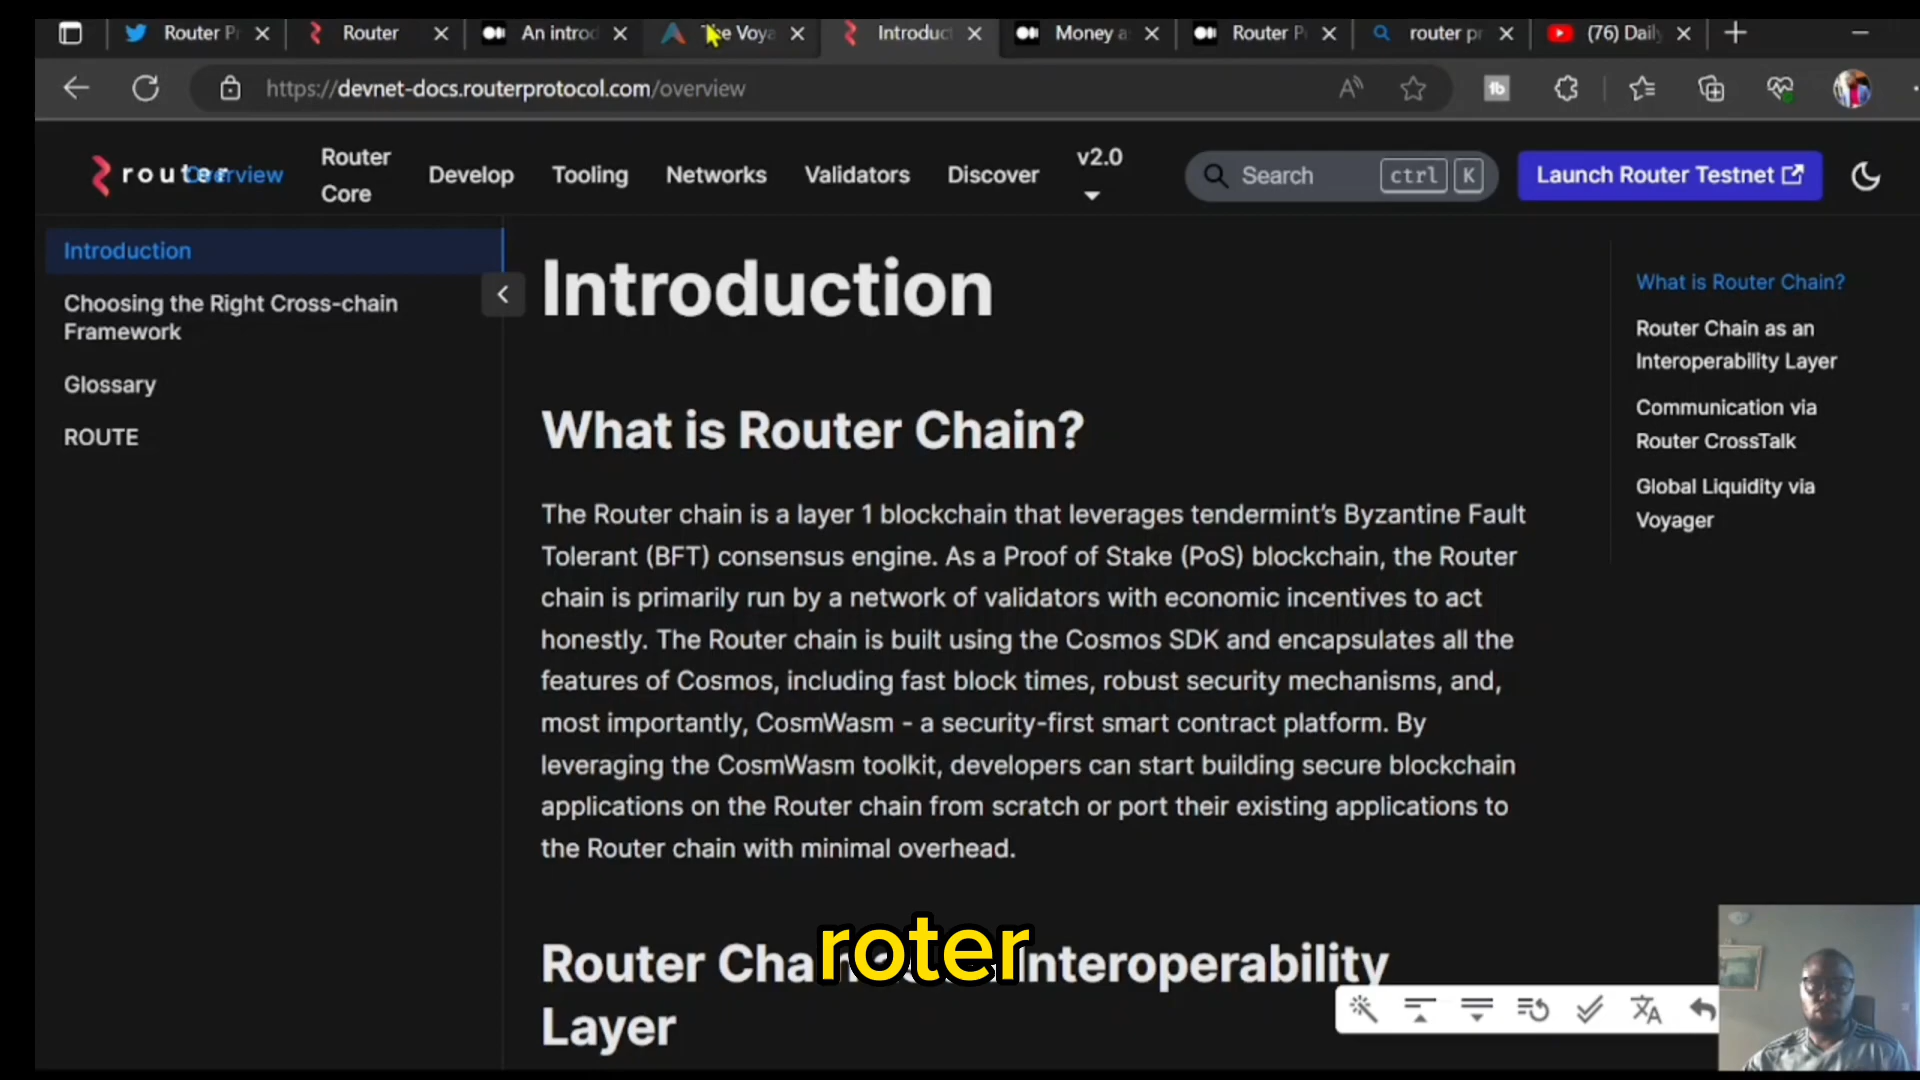 Router P
Router
An introd
The Voya
Introduct
Money a
Router P
router pr
(76) Daily
https://devnet-docs.routerprotocol.com/overview
router
Overview
Router
Core
Develop
Tooling
Networks
Validators
Discover
v2.0
Search
ctrl K
Launch Router Testnet
Introduction
Choosing the Right Cross-chain
Framework
Glossary
ROUTE
Introduction
What is Router Chain?
The Router chain is a layer 1 blockchain that leverages tendermint's Byzantine Fault
Tolerant (BFT) consensus engine. As a Proof of Stake (PoS) blockchain, the Router
chain is primarily run by a network of validators with economic incentives to act
honestly. The Router chain is built using the Cosmos SDK and encapsulates all the
features of Cosmos, including fast block times, robust security mechanisms, and,
most importantly, CosmWasm - a security-first smart contract platform. By
leveraging the CosmWasm toolkit, developers can start building secure blockchain
applications on the Router chain from scratch or port their existing applications to
the Router chain with minimal overhead.
Router Cha Interoperability
Layer
roter
What is Router Chain?
Router Chain as an
Interoperability Layer
Communication via
Router CrossTalk
Global Liquidity via
Voyager